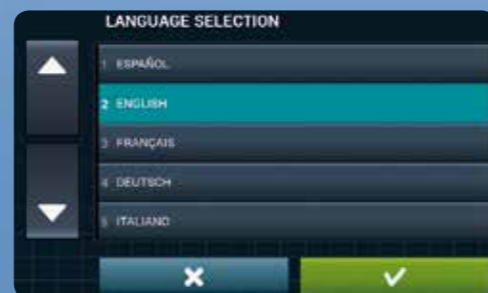 LANGUAGE SELECTION
1 ESPAÑOL
2 ENGLISH
3 FRANÇAIS
4 DEUTSCH
5 ITALIANO